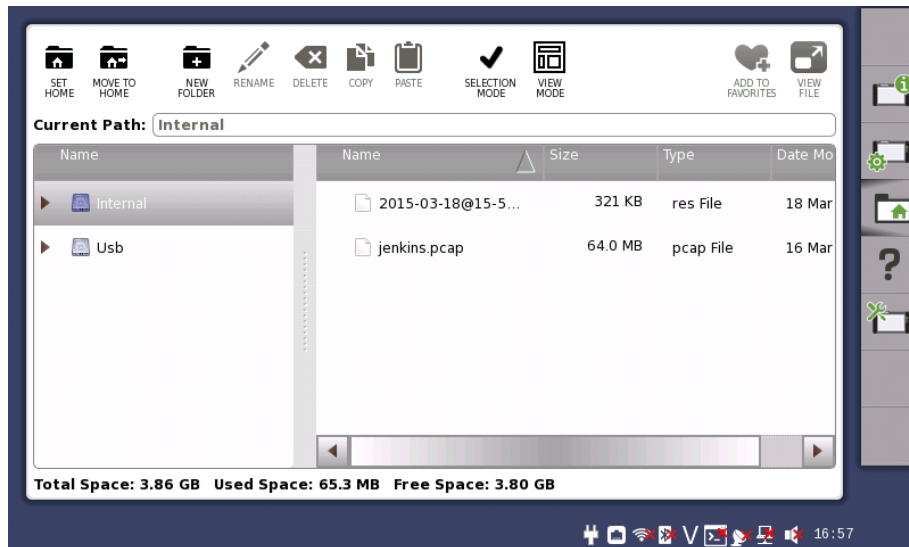 SET HOME
MOVE TO HOME
NEW FOLDER
RENAME
DELETE
COPY
PASTE
SELECTION MODE
VIEW MODE
ADD TO FAVORITES
VIEW FILE
Current Path: Internal
Name
Name Size Type Date Mo
Internal
2015-03-18@15-5... 321 KB res File 18 Mar
Usb
jenkins.pcap 64.0 MB pcap File 16 Mar
Total Space: 3.86 GB Used Space: 65.3 MB Free Space: 3.80 GB
16:57